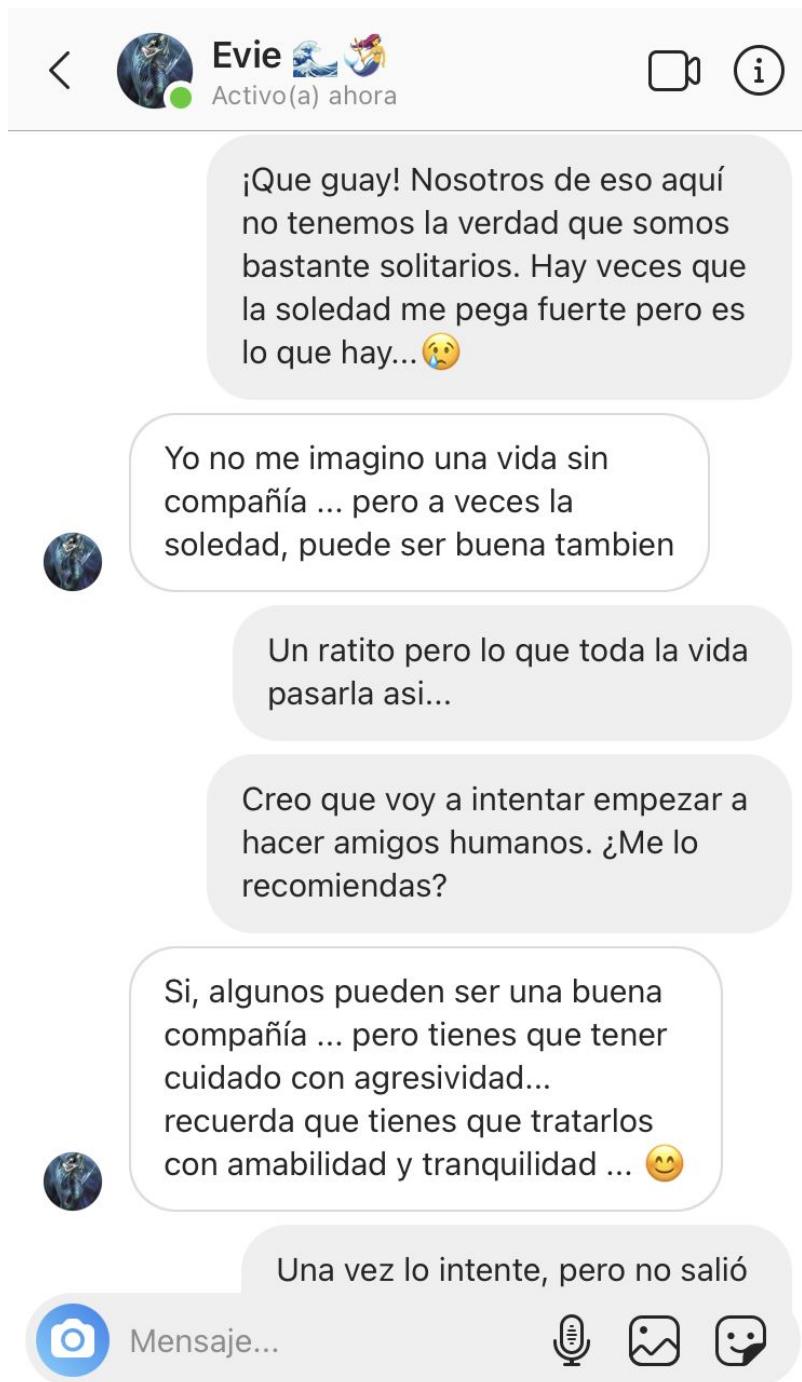 Evie 🌊🧜‍♀️
Activo(a) ahora
¡Que guay! Nosotros de eso aquí
no tenemos la verdad que somos
bastante solitarios. Hay veces que
la soledad me pega fuerte pero es
lo que hay...😢
Yo no me imagino una vida sin
compañía ... pero a veces la
soledad, puede ser buena tambien
Un ratito pero lo que toda la vida
pasarla asi...
Creo que voy a intentar empezar a
hacer amigos humanos. ¿Me lo
recomiendas?
Si, algunos pueden ser una buena
compañía ... pero tienes que tener
cuidado con agresividad...
recuerda que tienes que tratarlos
con amabilidad y tranquilidad ... 😊
Una vez lo intente, pero no salió
Mensaje...